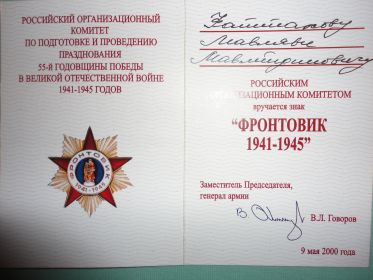 РОССИЙСКИЙ ОРГАНИЗАЦИОННЫЙ
КОМИТЕТ
ПО ПОДГОТОВКЕ И ПРОВЕДЕНИЮ
ПРАЗДНОВАНИЯ
55-й ГОДОВЩИНЫ ПОБЕДЫ
В ВЕЛИКОЙ ОТЕЧЕСТВЕННОЙ ВОЙНЕ
1941-1945 ГОДОВ
ФРОНТОВИК
1941-1945
РОССИЙСКИМ
ОРГАНИЗАЦИОННЫМ КОМИТЕТОМ
вручается знак
"ФРОНТОВИК
1941-1945"
Заместитель Председателя,
генерал армии
В.Л. Говоров
9 мая 2000 года